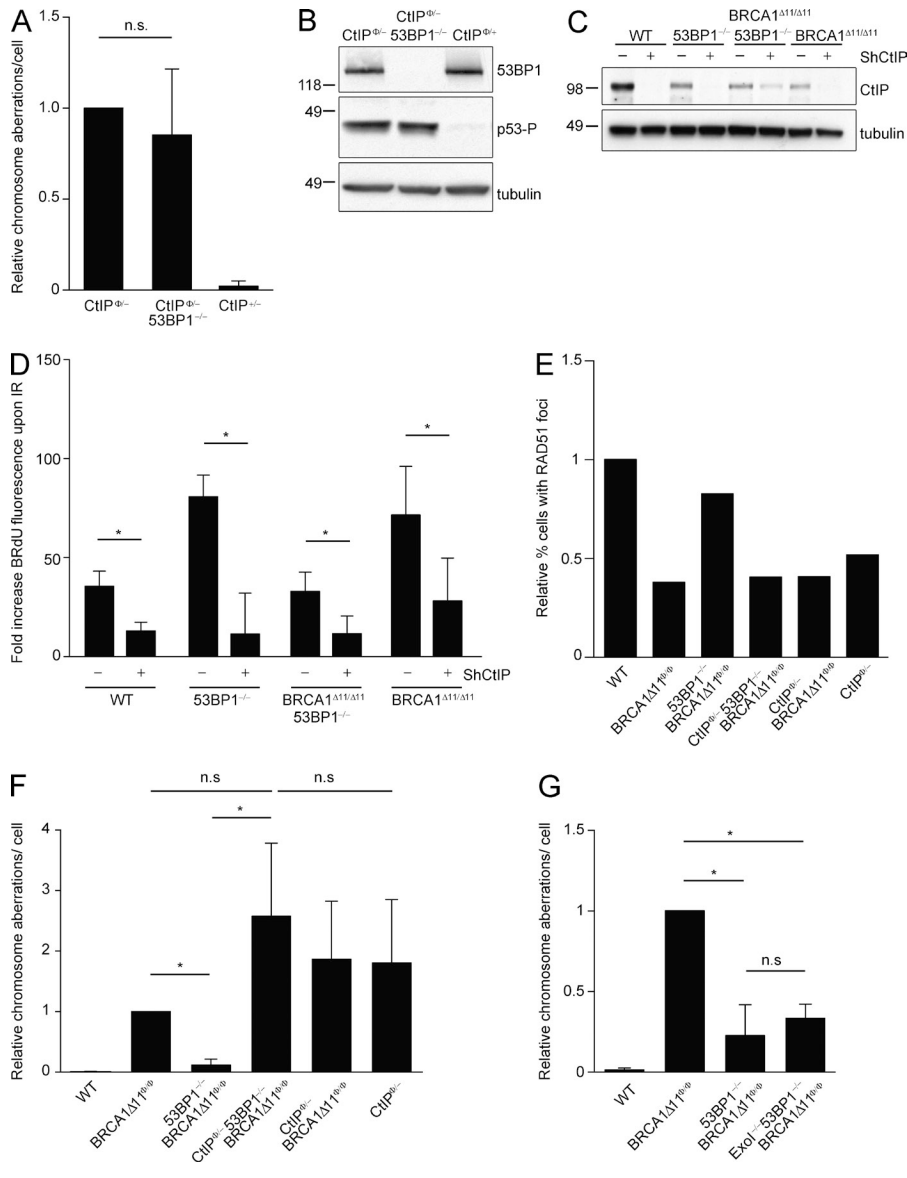 A
n.s.
Relative chromosome aberrations/cell
1.0
0.5
0
CtIPΦ/–
CtIPΦ/–
53BP1–/–
CtIP+/–
B
CtIPΦ/–
CtIPΦ/– 53BP1–/– CtIPΦ/+
118
53BP1
49
p53-P
49
tubulin
C
BRCA1Δ11/Δ11
WT 53BP1–/– 53BP1–/– BRCA1Δ11/Δ11
– + – + – + – + ShCtIP
98
CtIP
49
tubulin
D
Fold increase BRdU fluorescence upon IR
150
100
50
0
* * * *
– + – + – + – + ShCtIP
WT 53BP1–/– BRCA1Δ11/Δ11 BRCA1Δ11/Δ11
53BP1–/–
E
Relative % cells with RAD51 foci
1.5
1
0.5
0
WT
BRCA1Δ11Φ/Φ
53BP1–/–
BRCA1Δ11Φ/Φ
CtIPΦ/– 53BP1–/–
BRCA1Δ11Φ/Φ
CtIPΦ/–
BRCA1Δ11Φ/Φ
CtIPΦ/–
F
n.s n.s
*
*
Relative chromosome aberrations/ cell
4
3
2
1
0
WT
BRCA1Δ11Φ/Φ
53BP1–/–
BRCA1Δ11Φ/Φ
CtIPΦ/– 53BP1–/–
BRCA1Δ11Φ/Φ
CtIPΦ/–
BRCA1Δ11Φ/Φ
CtIPΦ/–
G
*
*
n.s
Relative chromosome aberrations/ cell
1.5
1
0.5
0
WT
BRCA1Δ11Φ/Φ
53BP1–/–
BRCA1Δ11Φ/Φ
ExoI–/– 53BP1–/–
BRCA1Δ11Φ/Φ